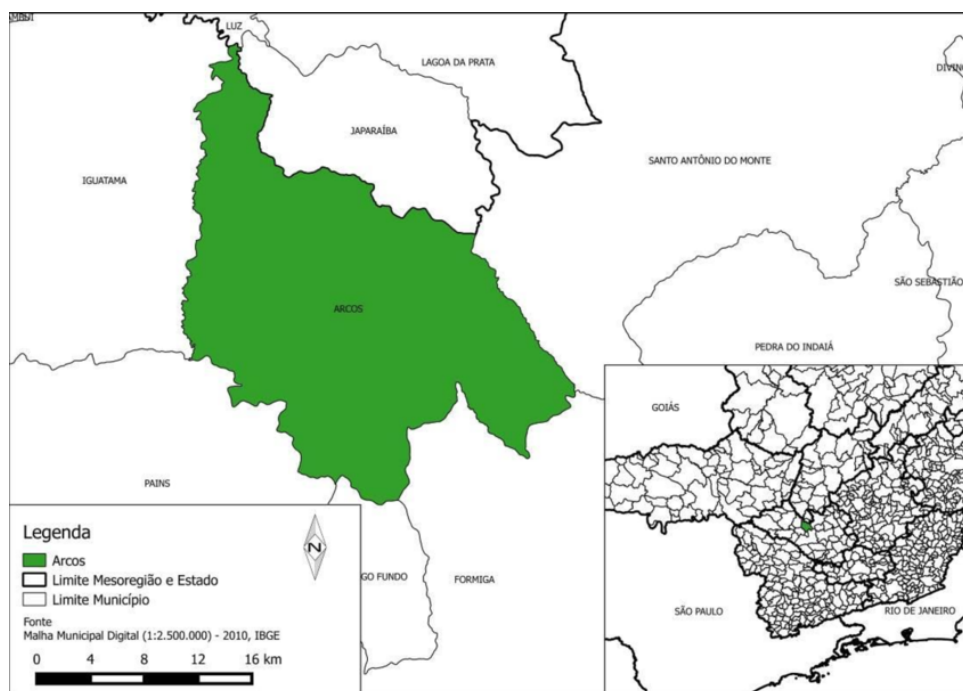 LUZ
LAGOA DA PRATA
JAPARAÍBA
SANTO ANTÔNIO DO MONTE
IGUATAMA
SÃO SEBASTIÃO
ARCOS
PEDRA DO INDAIÁ
GOIÁS
PAINS
Legenda
Arcos
Limite Mesoregião e Estado
Limite Município
Fonte
Malha Municipal Digital (1:2.500.000) - 2010, IBGE
0 4 8 12 16 km
N
GO FUNDO
FORMIGA
SÃO PAULO
RIO DE JANEIRO